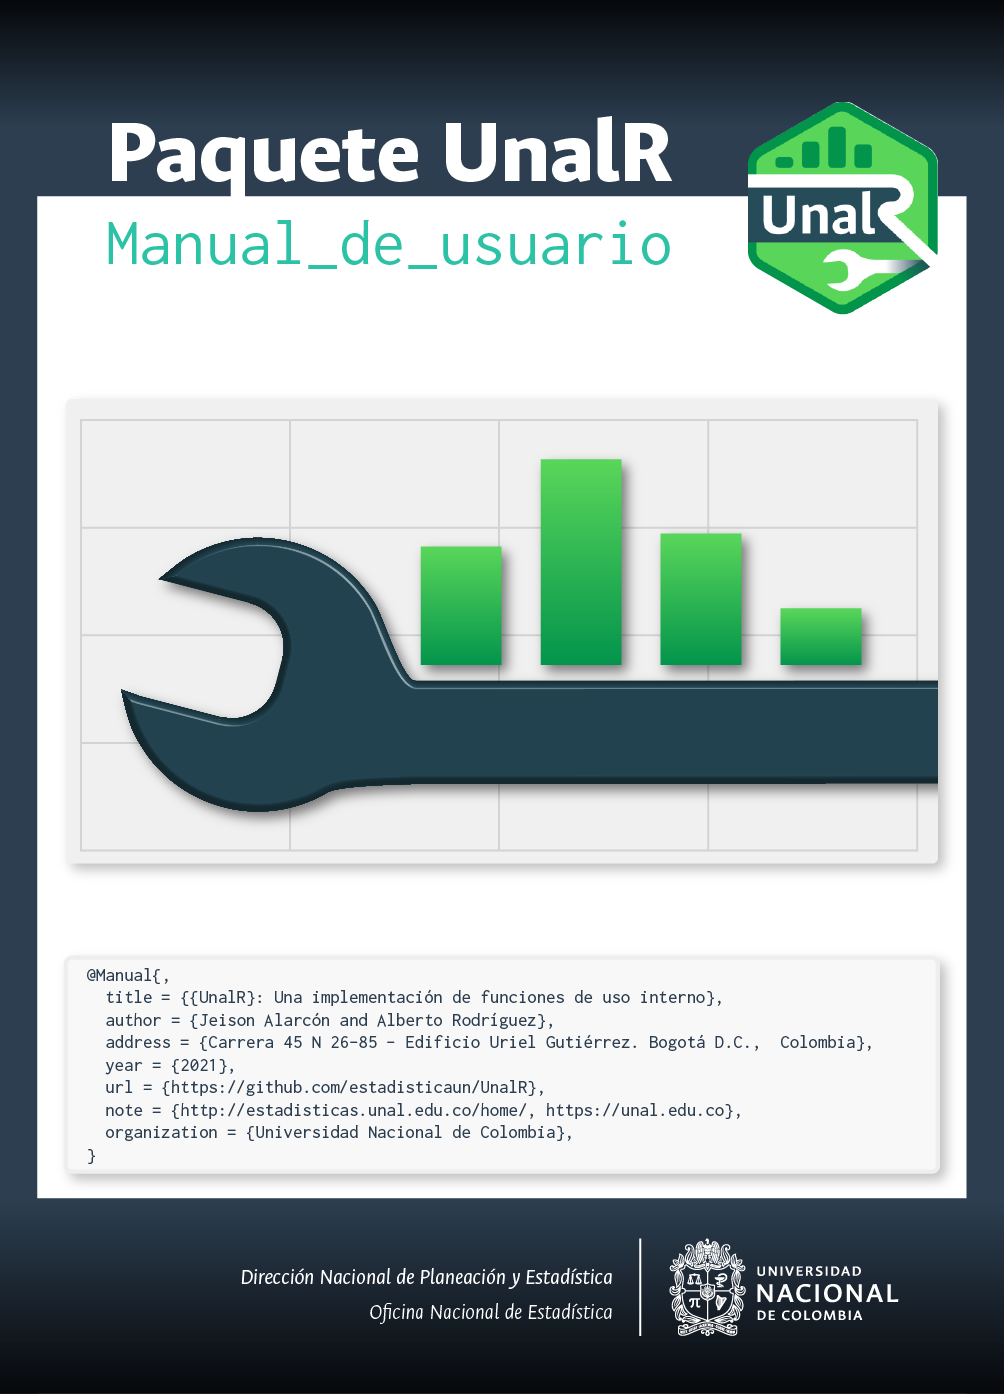 Paquete UnalR
Manual_de_usuario
UnalR
@Manual{,
  title = {{UnalR}: Una implementación de funciones de uso interno},
  author = {Jeison Alarcón and Alberto Rodríguez},
  address = {Carrera 45 N 26-85 - Edificio Uriel Gutiérrez. Bogotá D.C.,  Colombia},
  year = {2021},
  url = {https://github.com/estadisticaun/UnalR},
  note = {http://estadisticas.unal.edu.co/home/, https://unal.edu.co},
  organization = {Universidad Nacional de Colombia},
}
Dirección Nacional de Planeación y Estadística
Oficina Nacional de Estadística
UNIVERSIDAD
NACIONAL
DE COLOMBIA